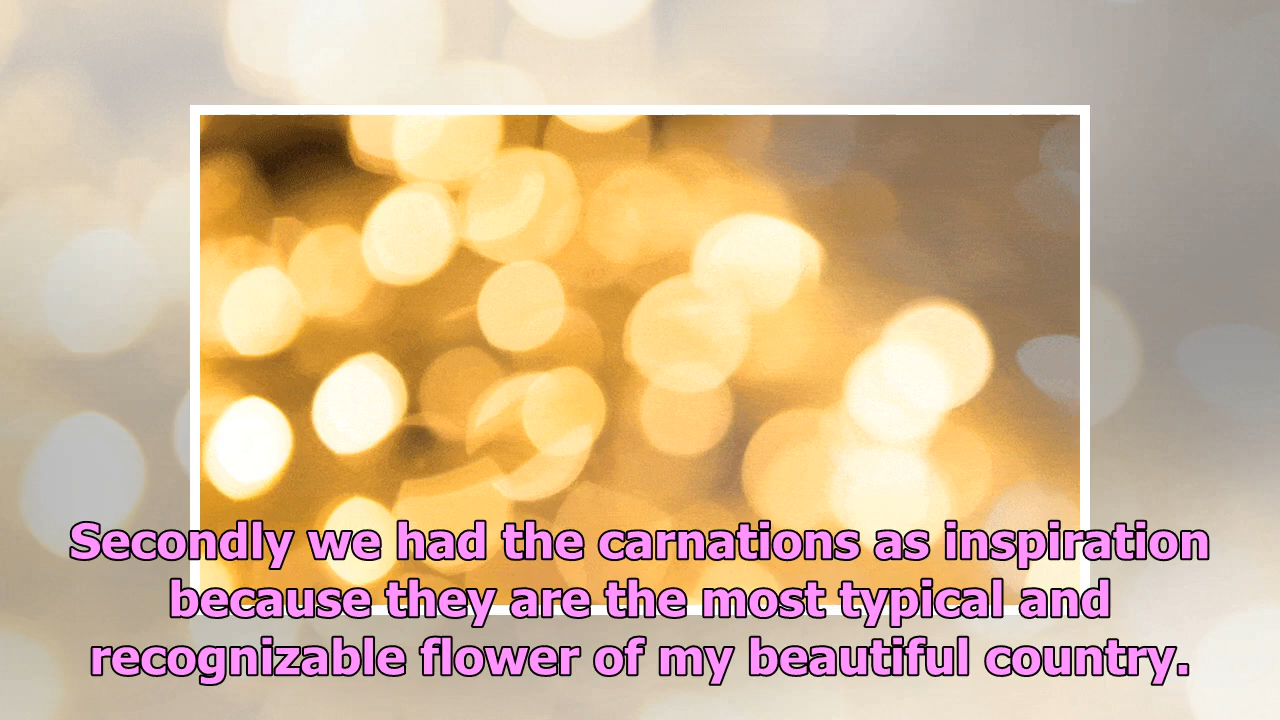 Secondly we had the carnations as inspiration
because they are the most typical and
recognizable flower of my beautiful country.